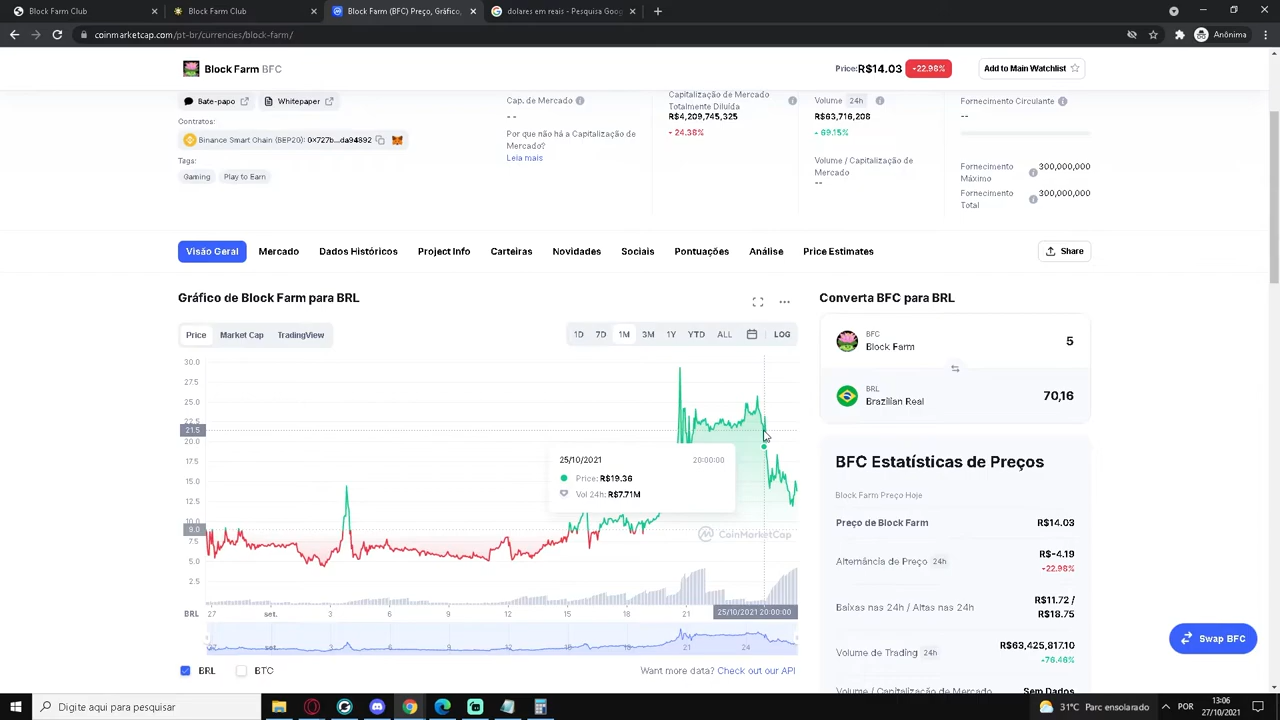 Block Farm Club
Block Farm Club
Block Farm (BFC) Preço, Gráfico,
dolares em reais - Pesquisa Goog
coinmarketcap.com/pt-br/currencies/block-farm/
Anônima
Block Farm BFC
Price: R$14.03
-22.98%
Add to Main Watchlist
Bate-papo
Whitepaper
Contratos:
Binance Smart Chain (BEP20): 0x727b...da94892
Tags:
Gaming
Play to Earn
Cap. de Mercado
- -
Por que não há a Capitalização de
Mercado?
Leia mais
Capitalização de Mercado
Totalmente Diluída
R$4,209,745,325
24.38%
Volume 24h
R$63,716,208
69.15%
Volume / Capitalização de
Mercado
--
Fornecimento Circulante
--
Fornecimento
Máximo
300,000,000
Fornecimento
Total
300,000,000
Visão Geral
Mercado
Dados Históricos
Project Info
Carteiras
Novidades
Sociais
Pontuações
Análise
Price Estimates
Share
Gráfico de Block Farm para BRL
Price
Market Cap
TradingView
1D
7D
1M
3M
1Y
YTD
ALL
LOG
30.0
27.5
25.0
22.5
21.5
20.0
17.5
15.0
12.5
10.0
9.0
7.5
5.0
2.5
25/10/2021 20:00:00
Price: R$19.36
Vol 24h: R$7.71M
CoinMarketCap
BRL
27
set.
3
6
9
12
15
18
21
25/10/2021 20:00:00
27
set.
3
6
9
12
15
18
21
24
BRL
BTC
Want more data? Check out our API
Converta BFC para BRL
BFC
Block Farm
5
BRL
Brazilian Real
70,16
BFC Estatísticas de Preços
Block Farm Preço Hoje
Preço de Block Farm
R$14.03
Alternância de Preço 24h
R$-4.19
-22.98%
Baixas nas 24h / Altas nas 24h
R$11.72 /
R$18.75
Volume de Trading 24h
R$63,425,817.10
76.46%
Volume / Capitalização de Mercado
Sem Dados
Swap BFC
Digite aqui para pesquisar
31°C Parc ensolarado
POR
13:06
27/10/2021